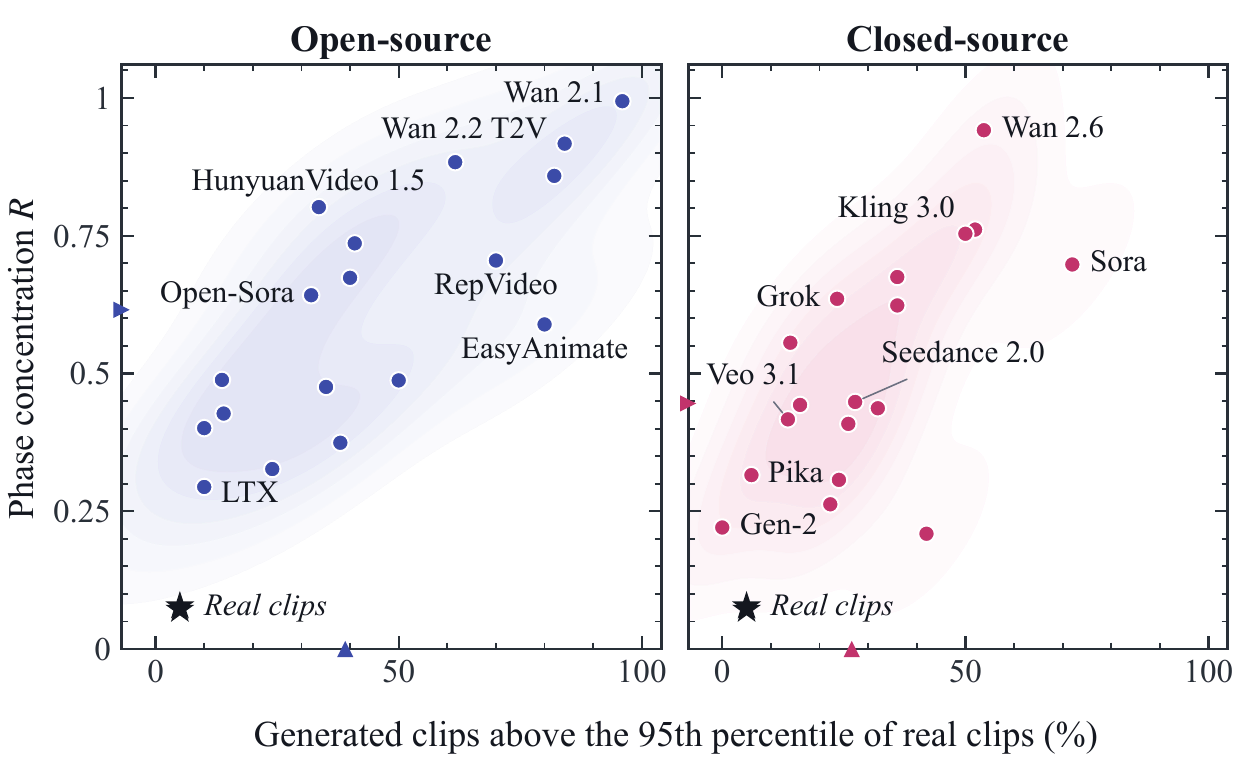 Open-source
Closed-source
Phase concentration R
1
0.75
0.5
0.25
0
Wan 2.1
Wan 2.2 T2V
HunyuanVideo 1.5
Open-Sora
RepVideo
EasyAnimate
LTX
Real clips
0
50
100
Wan 2.6
Kling 3.0
Sora
Grok
Seedance 2.0
Veo 3.1
Pika
Gen-2
Real clips
0
50
100
Generated clips above the 95th percentile of real clips (%)